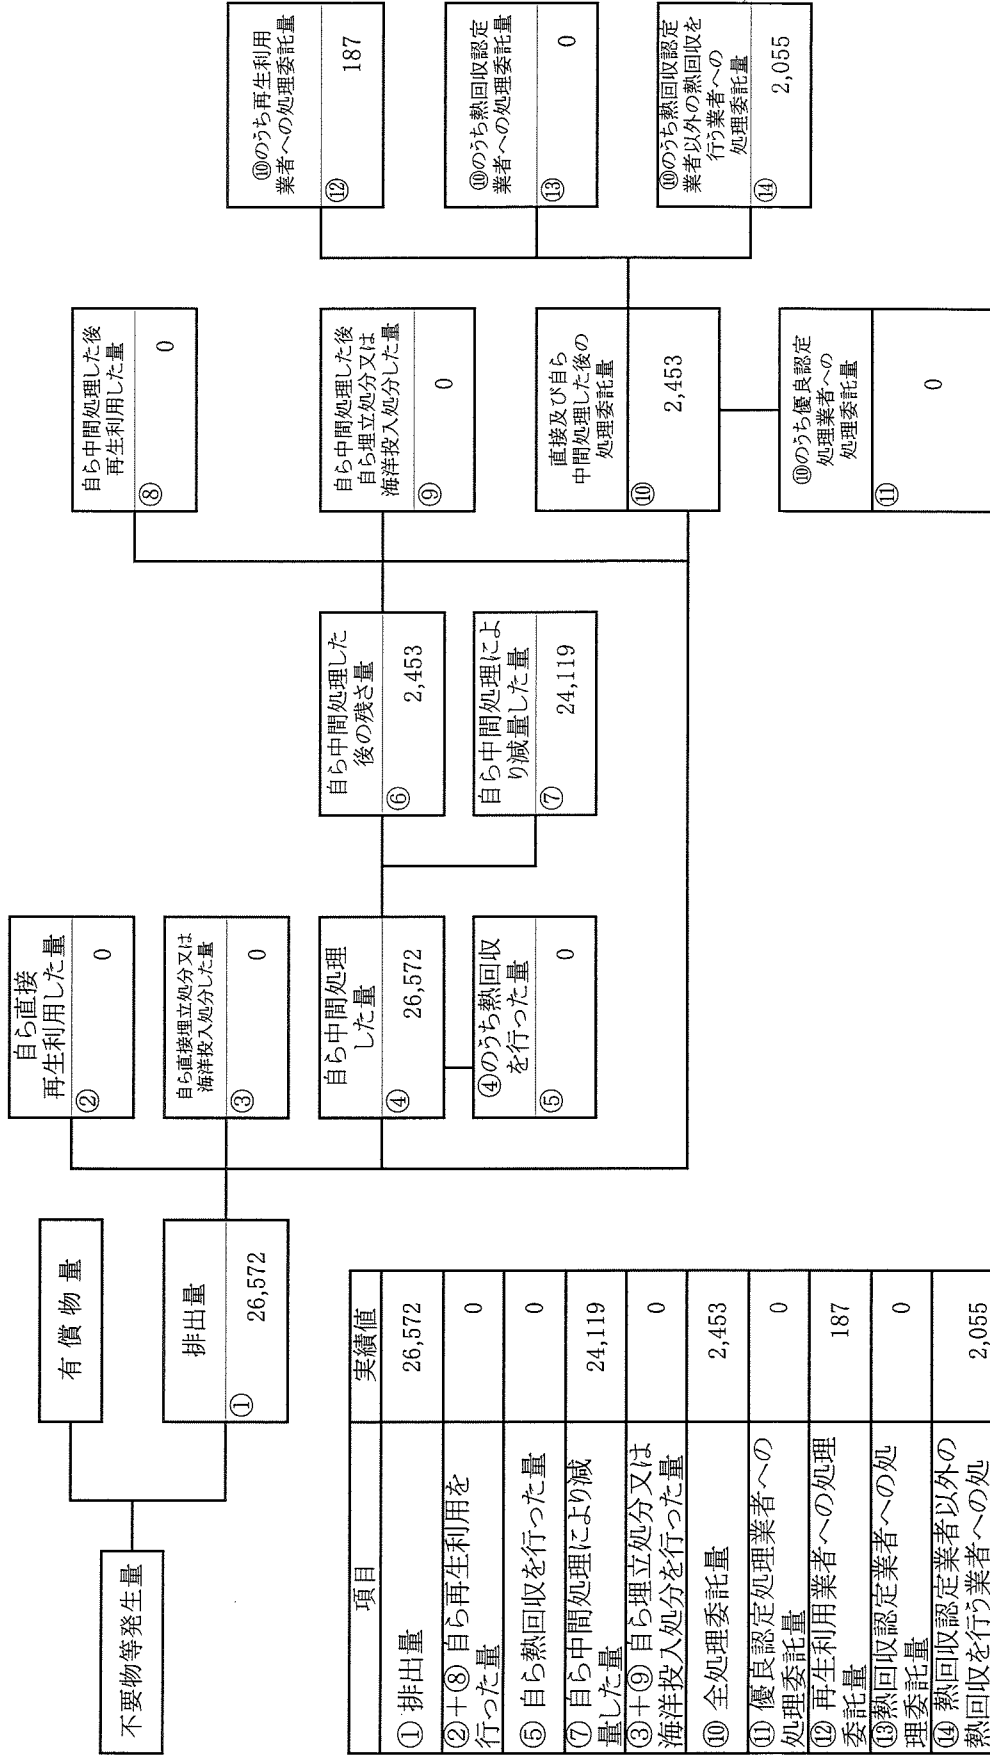 不要物等発生量
有 償 物 量
排出量
① 26,572
自ら直接
再生利用した量
② 0
自ら直接埋立処分又は
海洋投入処分した量
③ 0
自ら中間処理
した量
④ 26,572
④のうち熱回収
を行った量
⑤ 0
自ら中間処理した
後の残さ量
⑥ 2,453
自ら中間処理によ
り減量した量
⑦ 24,119
自ら中間処理した後
再生利用した量
⑧ 0
自ら中間処理した後
自ら埋立処分又は
海洋投入処分した量
⑨ 0
直接及び自ら
中間処理した後の
処理委託量
⑩ 2,453
⑩のうち優良認定
処理業者への
処理委託量
⑪ 0
⑩のうち再生利用
業者への処理委託量
⑫ 187
⑩のうち熱回収認定
業者への処理委託量
⑬ 0
⑩のうち熱回収認定
業者以外の熱回収を
行う業者への
処理委託量
⑭ 2,055
項目 実績値
① 排出量 26,572
②＋⑧ 自ら再生利用を
行った量 0
⑤ 自ら熱回収を行った量 0
⑦ 自ら中間処理により減
量した量 24,119
③＋⑨ 自ら埋立処分又は
海洋投入処分を行った量 0
⑩ 全処理委託量 2,453
⑪ 優良認定処理業者への
処理委託量 0
⑫ 再生利用業者への処理
委託量 187
⑬熱回収認定業者への処
理委託量 0
⑭ 熱回収認定業者以外の
熱回収を行う業者への処 2,055